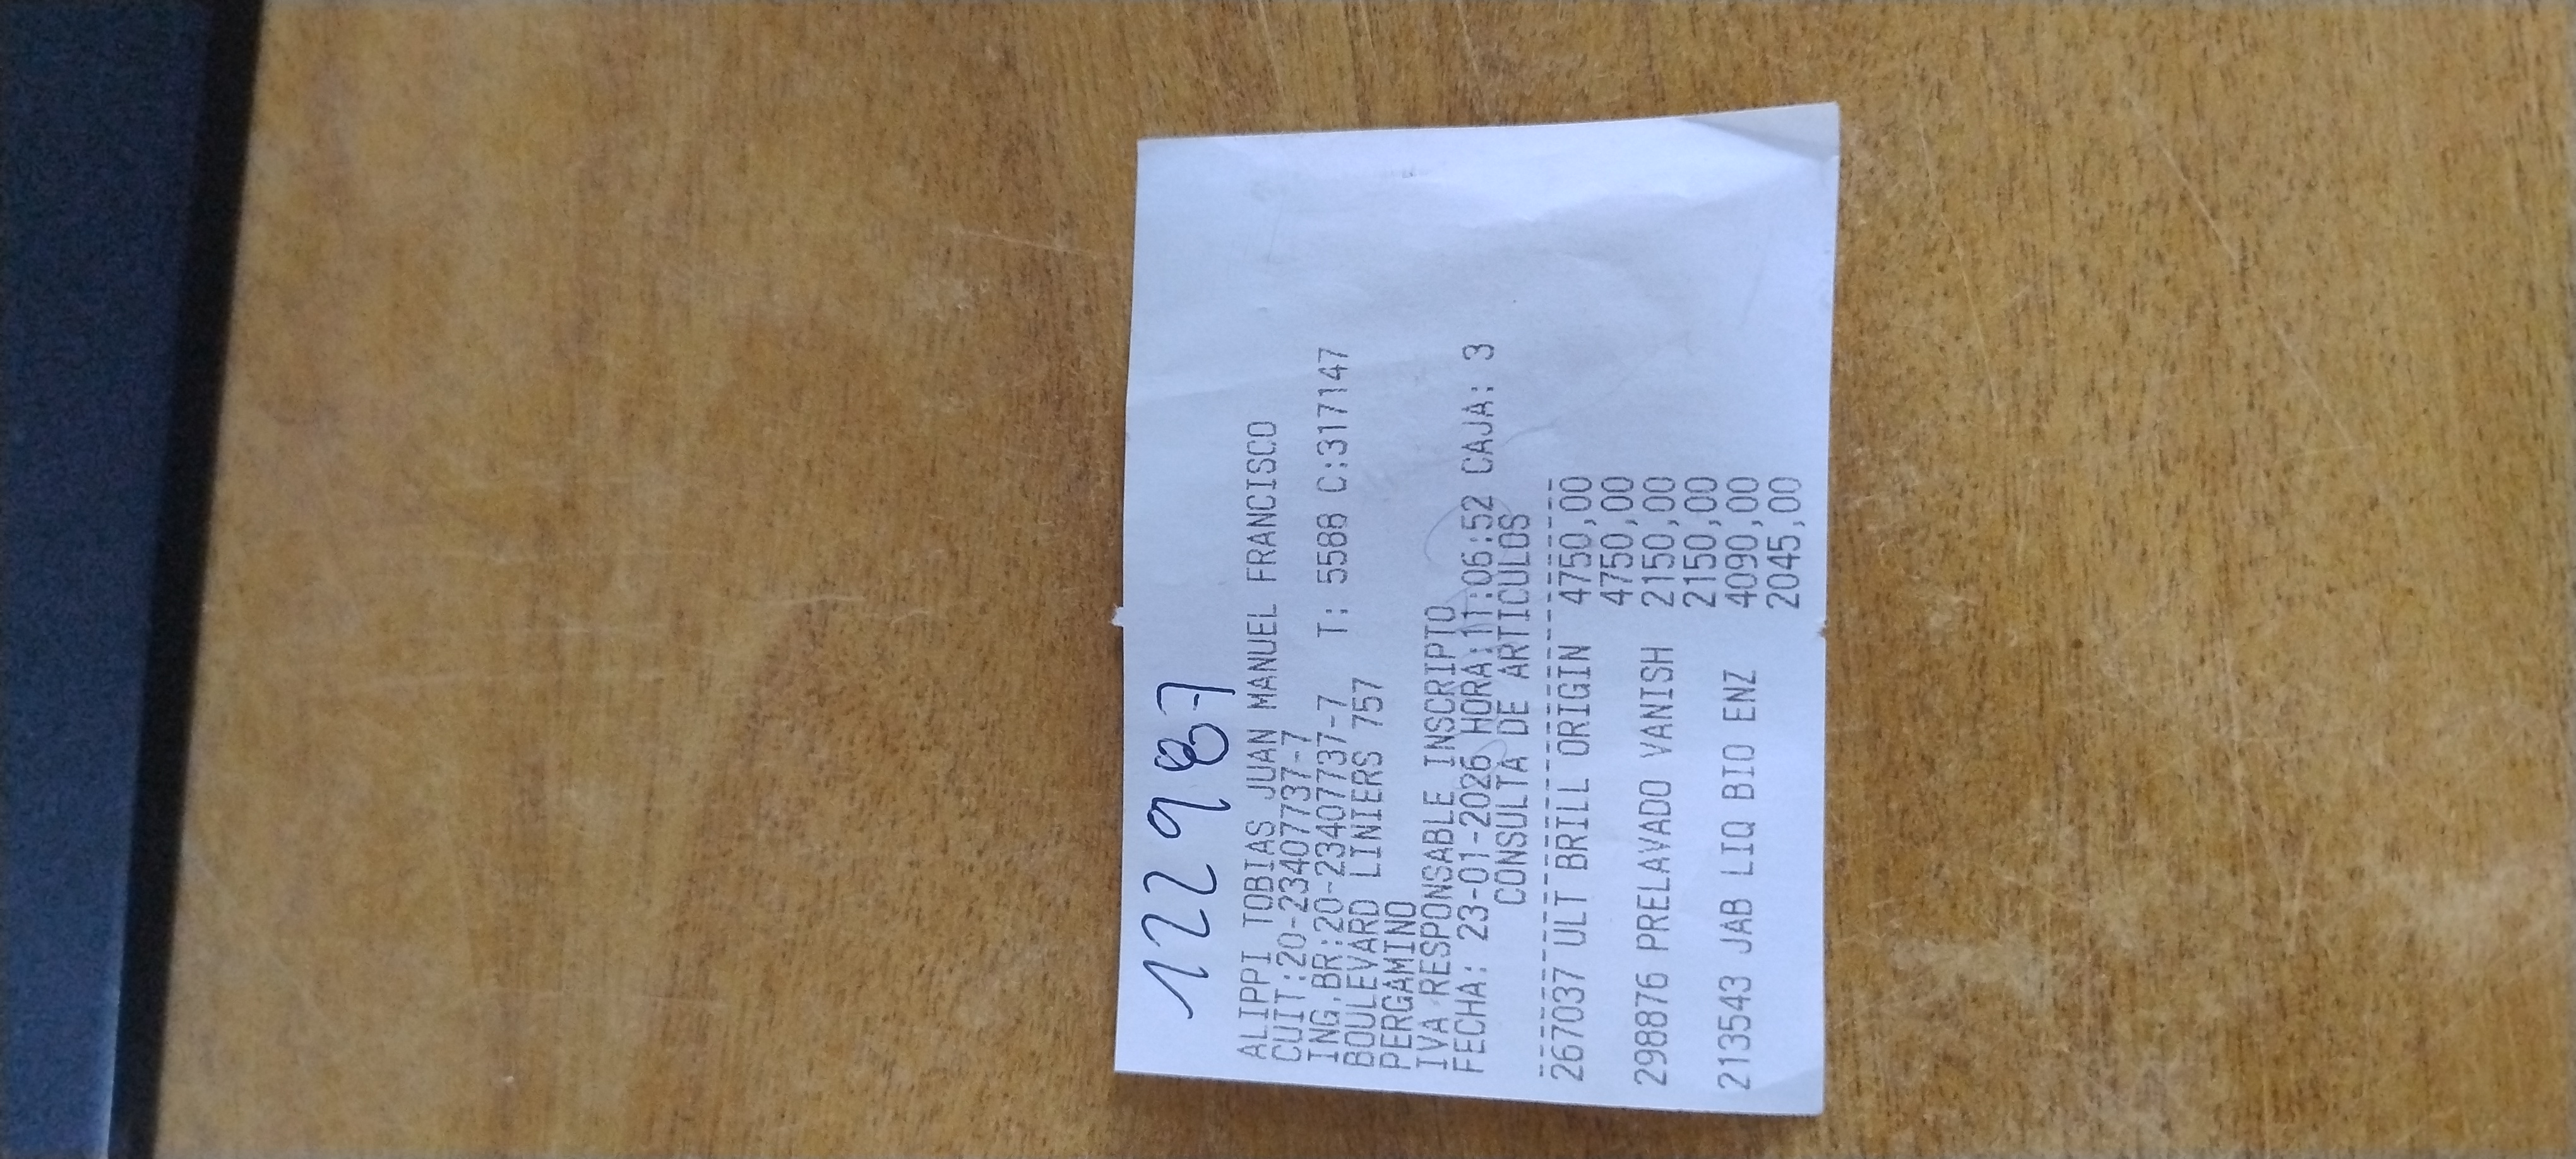 122987
ALIPPI TOBIAS JUAN MANUEL FRANCISCO
CUIT:20-23407737-7
ING.BR:20-23407737-7 T: 5588 C:317147
BOULEVARD LINIERS 757
PERGAMINO
IVA RESPONSABLE INSCRIPTO
FECHA: 23-01-2026 HORA:11:06:52 CAJA: 3
CONSULTA DE ARTICULOS
267037 ULT BRILL ORIGIN 4750,00
4750,00
298876 PRELAVADO VANISH 2150,00
2150,00
213543 JAB LIQ BIO ENZ 4090,00
2045,00